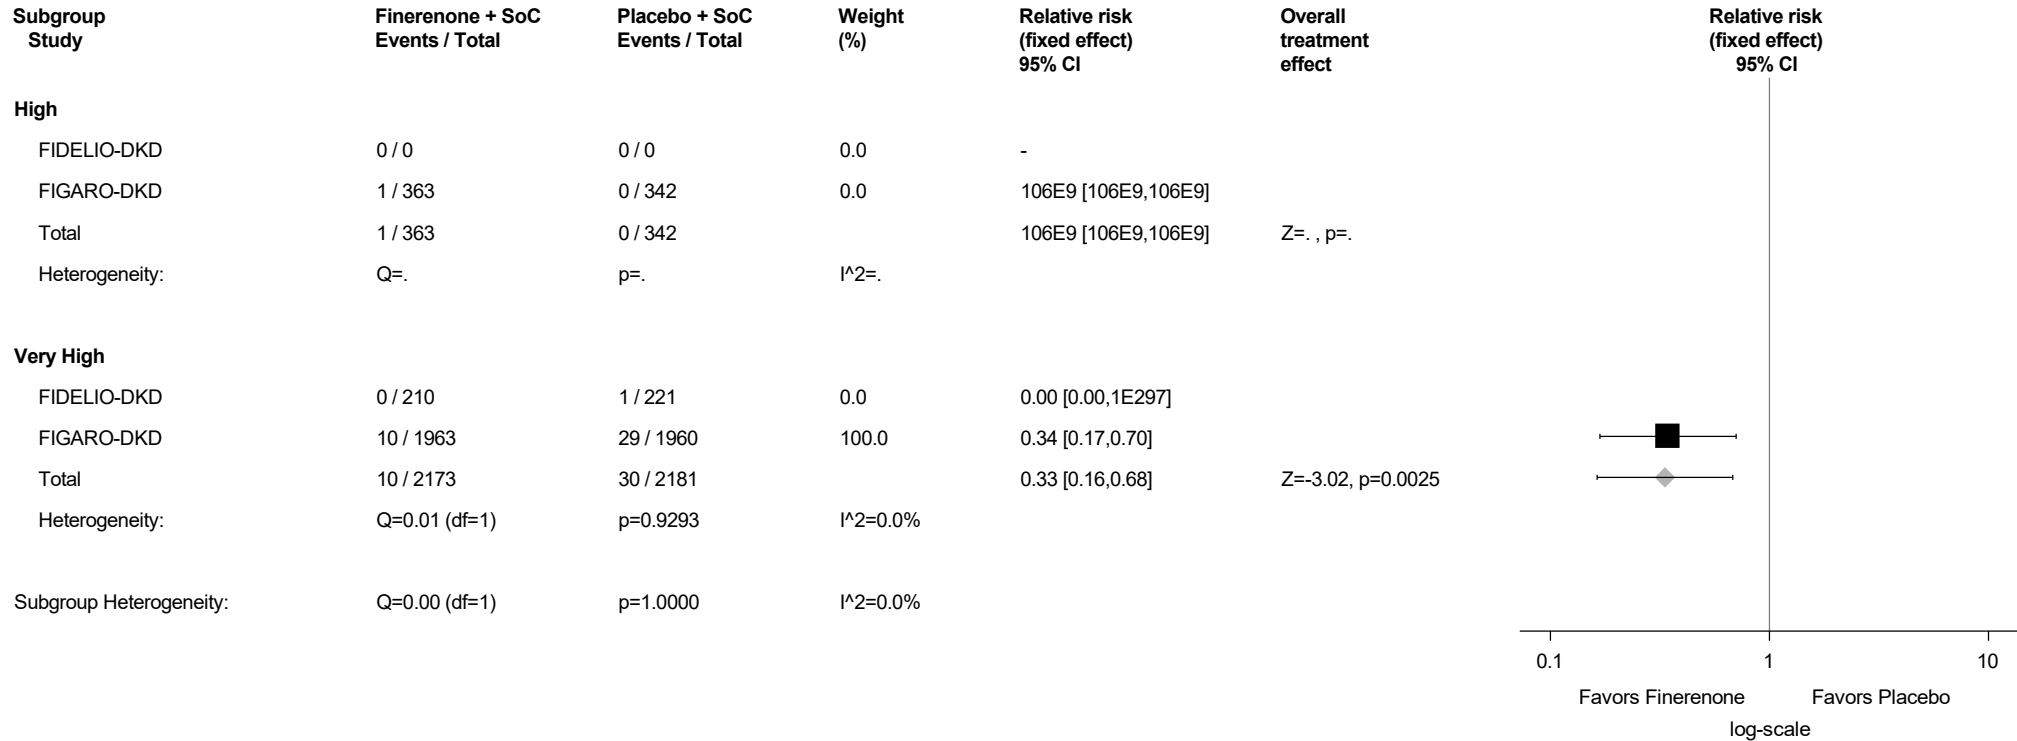 Subgroup Finerenone + SoC Placebo + SoC Weight Relative risk Overall Relative risk
Study Events / Total Events / Total (%) (fixed effect) treatment (fixed effect)
95% CI effect 95% CI
High
FIDELIO-DKD 0 / 0 0 / 0 0.0 -
FIGARO-DKD 1 / 363 0 / 342 0.0 106E9 [106E9,106E9]
Total 1 / 363 0 / 342 106E9 [106E9,106E9] Z=. , p=.
Heterogeneity: Q=. p=. I^2=.
Very High
FIDELIO-DKD 0 / 210 1 / 221 0.0 0.00 [0.00,1E297]
FIGARO-DKD 10 / 1963 29 / 1960 100.0 0.34 [0.17,0.70]
Total 10 / 2173 30 / 2181 0.33 [0.16,0.68] Z=-3.02, p=0.0025
Heterogeneity: Q=0.01 (df=1) p=0.9293 I^2=0.0%
Subgroup Heterogeneity: Q=0.00 (df=1) p=1.0000 I^2=0.0%
0.1 1 10
Favors Finerenone Favors Placebo
log-scale